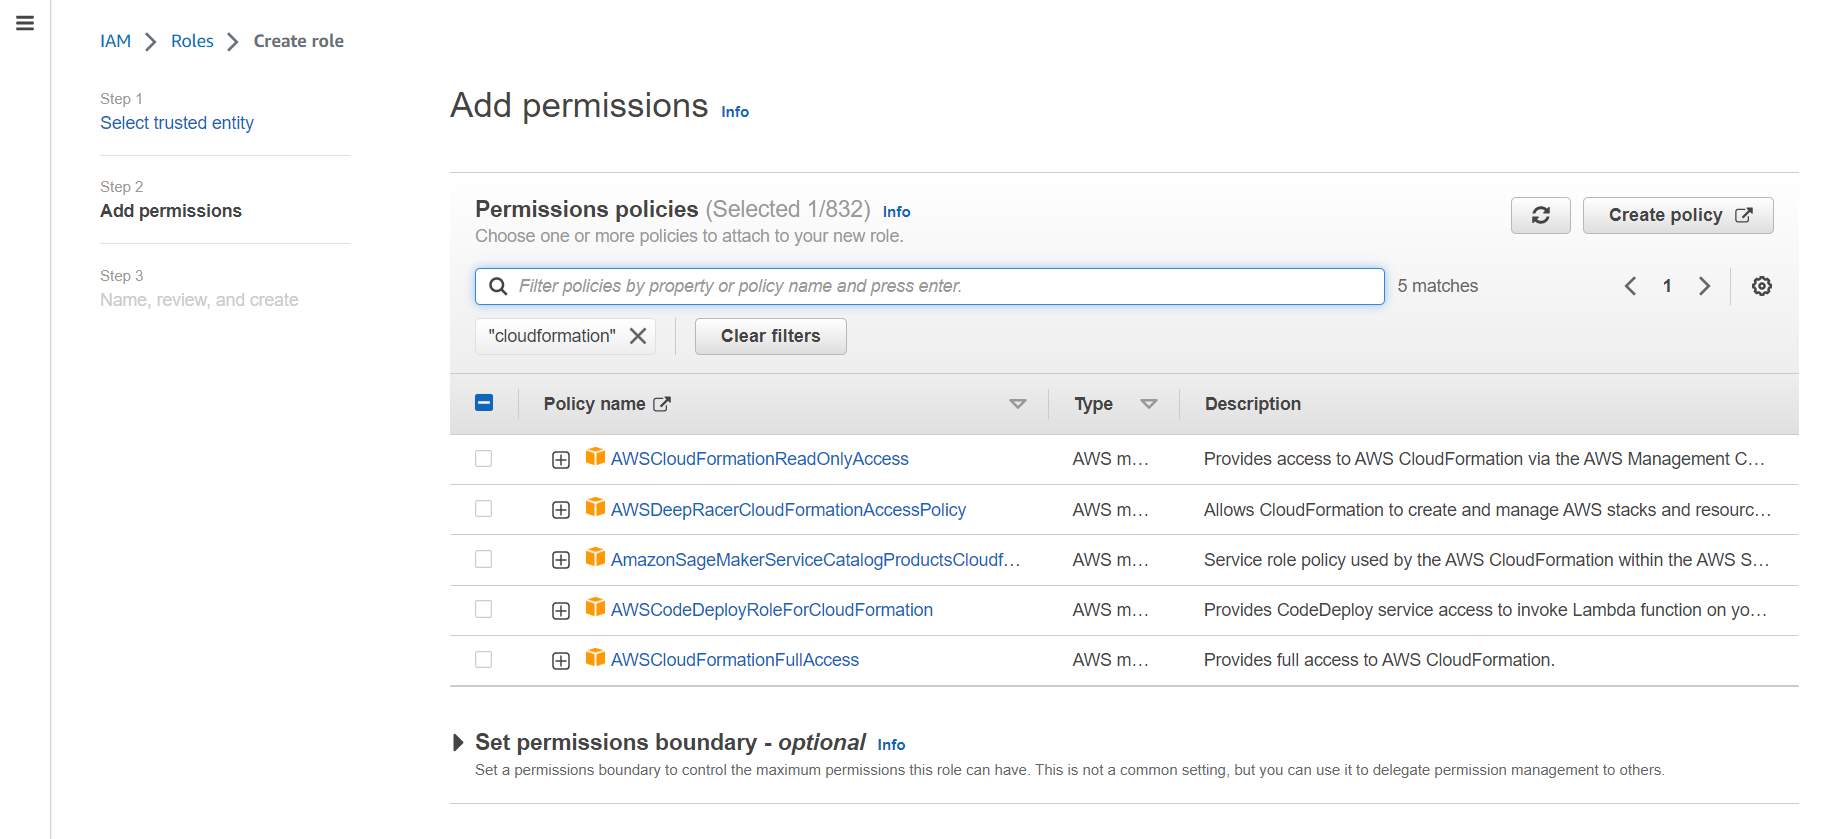 IAM > Roles > Create role
Step 1
Select trusted entity
Step 2
Add permissions
Step 3
Name, review, and create
Add permissions Info
Permissions policies (Selected 1/832) Info
Choose one or more policies to attach to your new role.
Create policy
Filter policies by property or policy name and press enter.
5 matches
1
"cloudformation"
Clear filters
Policy name Type Description
AWSCloudFormationReadOnlyAccess AWS m… Provides access to AWS CloudFormation via the AWS Management C…
AWSDeepRacerCloudFormationAccessPolicy AWS m… Allows CloudFormation to create and manage AWS stacks and resourc…
AmazonSageMakerServiceCatalogProductsCloudf… AWS m… Service role policy used by the AWS CloudFormation within the AWS S…
AWSCodeDeployRoleForCloudFormation AWS m… Provides CodeDeploy service access to invoke Lambda function on yo…
AWSCloudFormationFullAccess AWS m… Provides full access to AWS CloudFormation.
Set permissions boundary - optional Info
Set a permissions boundary to control the maximum permissions this role can have. This is not a common setting, but you can use it to delegate permission management to others.